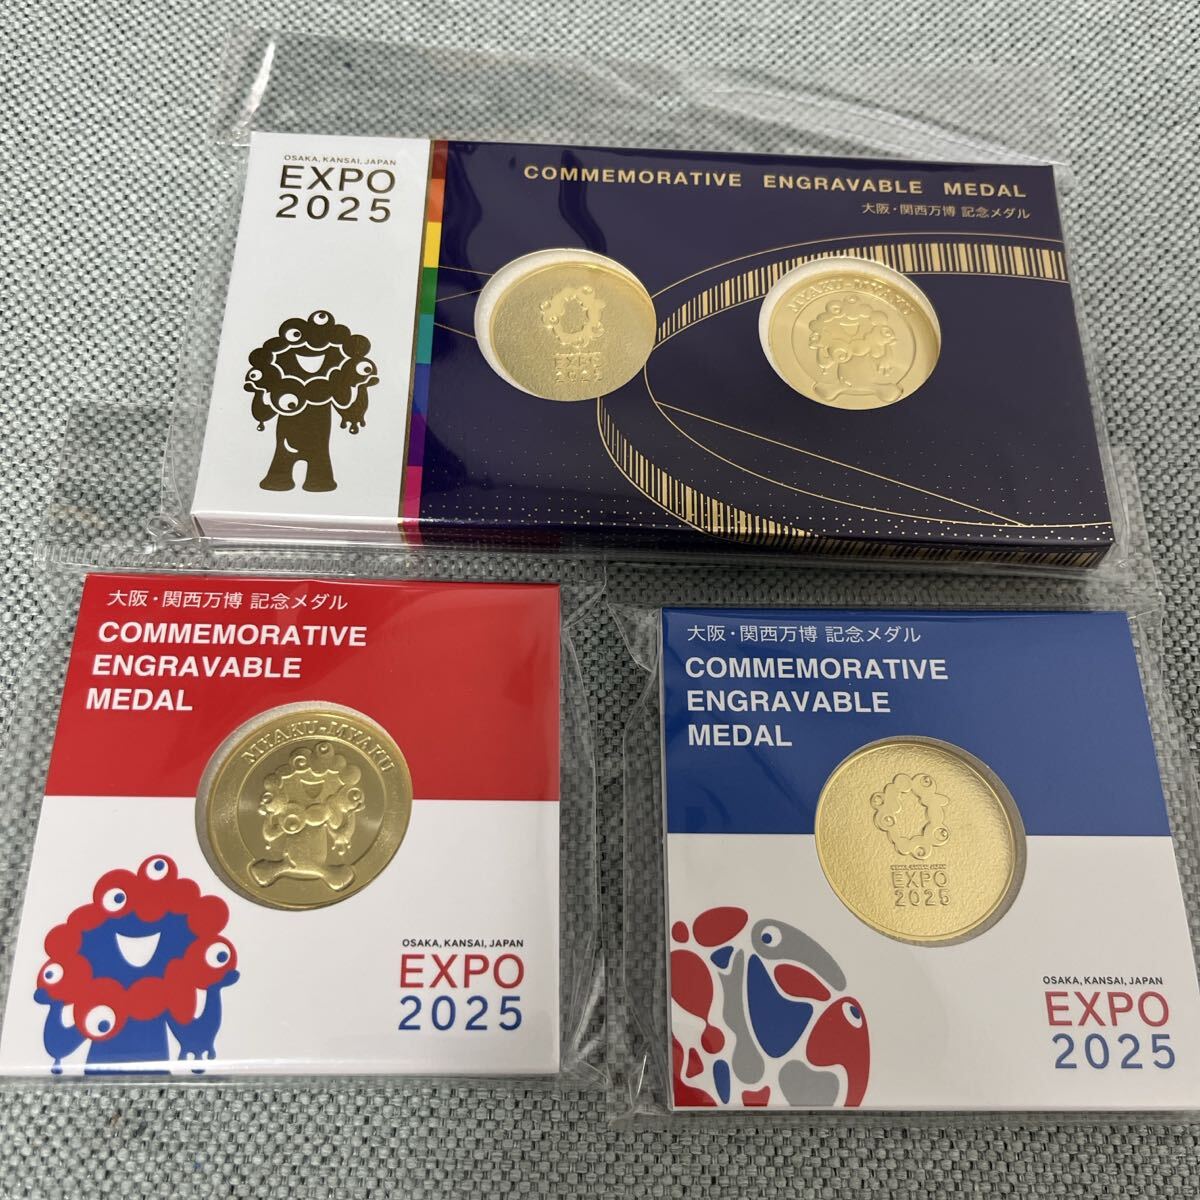 OSAKA, KANSAI, JAPAN
EXPO
2025
COMMEMORATIVE ENGRAVABLE MEDAL
大阪・関西万博 記念メダル
EXPO
2025
MYAKU-MYAKU
大阪・関西万博 記念メダル
COMMEMORATIVE
ENGRAVABLE
MEDAL
MYAKU-MYAKU
OSAKA, KANSAI, JAPAN
EXPO
2025
大阪・関西万博 記念メダル
COMMEMORATIVE
ENGRAVABLE
MEDAL
OSAKA, KANSAI, JAPAN
EXPO
2025
OSAKA, KANSAI, JAPAN
EXPO
2025